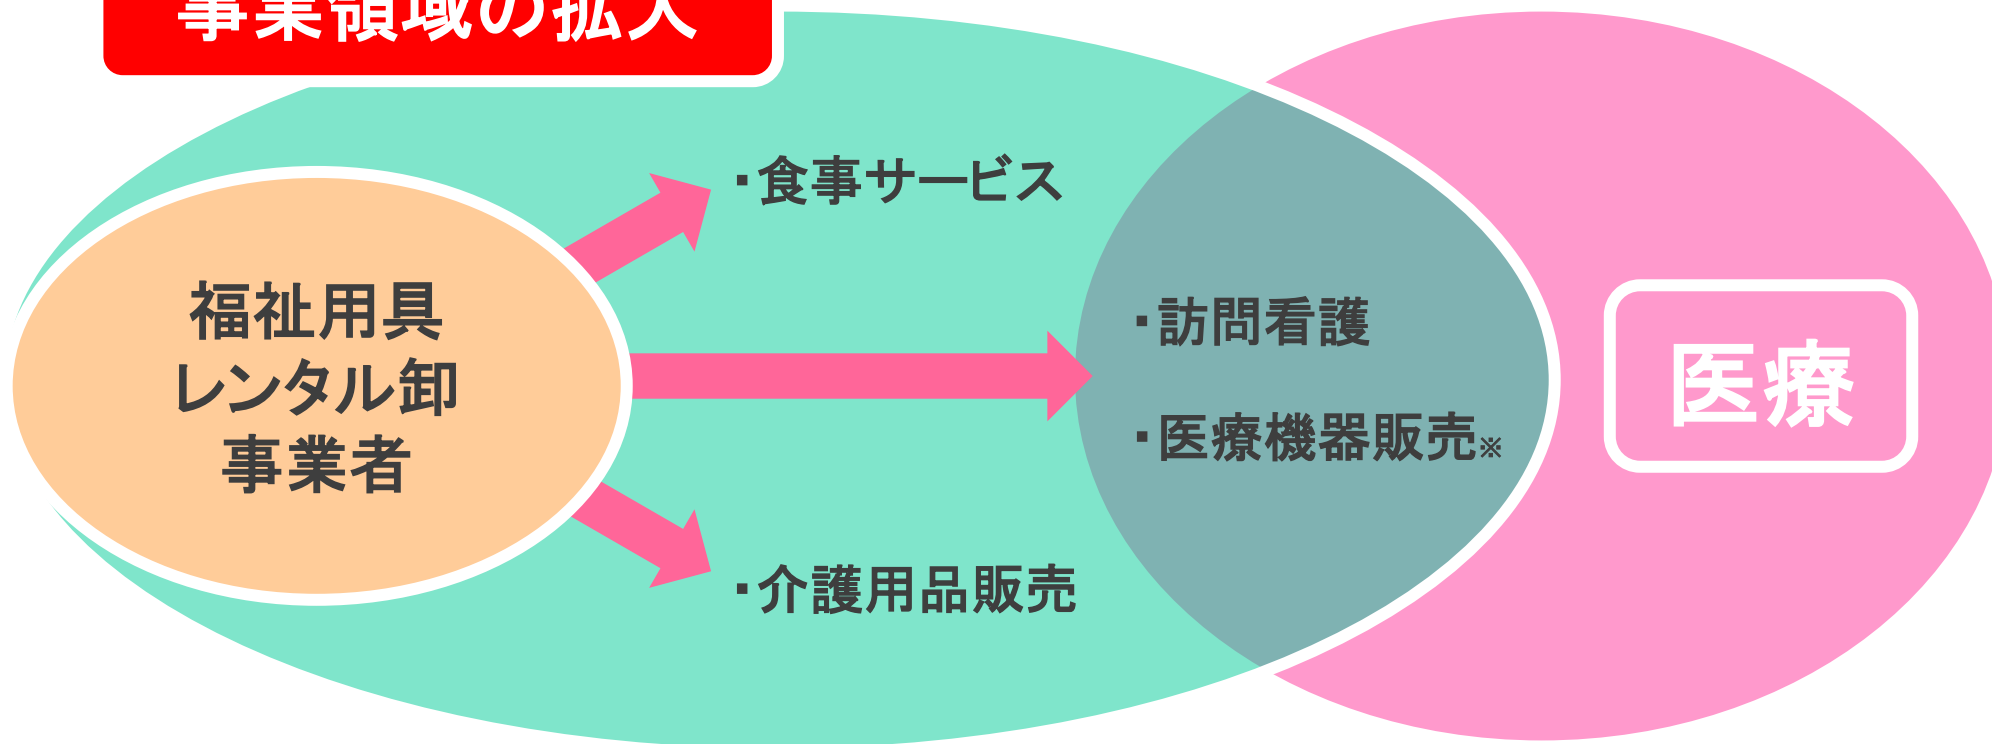 事業領域の拡大
・食事サービス
福祉用具
レンタル卸
事業者
・訪問看護
・医療機器販売※
医療
・介護用品販売